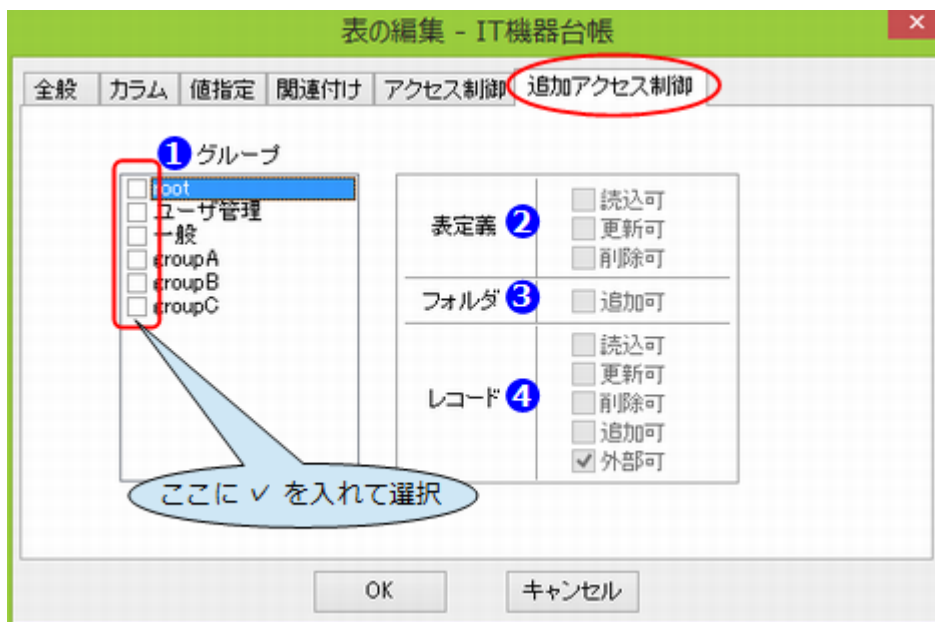 表の編集 - IT機器台帳
全般 カラム 値指定 関連付け アクセス制御 追加アクセス制御
1 グループ
root
ユーザ管理
一般
groupA
groupB
groupC
表定義 2
読込可
更新可
削除可
フォルダ 3
追加可
レコード 4
読込可
更新可
削除可
追加可
外部可
ここに ✓ を入れて選択
OK キャンセル